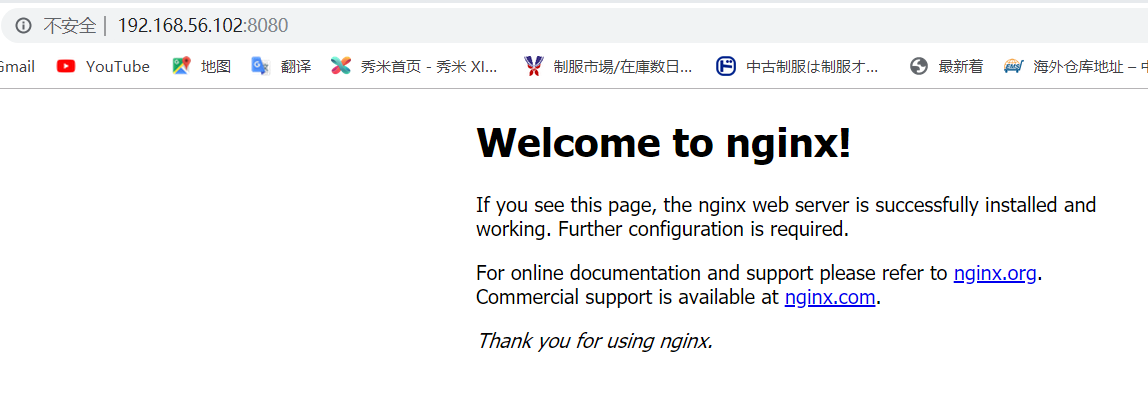 不安全 | 192.168.56.102:8080
Gmail YouTube 地图 翻译 秀米首页 - 秀米 XI... 制服市場/在庫数日... 中古制服は制服オ... 最新着 EMS 海外仓库地址 – 中
Welcome to nginx!
If you see this page, the nginx web server is successfully installed and
working. Further configuration is required.
For online documentation and support please refer to nginx.org.
Commercial support is available at nginx.com.
Thank you for using nginx.